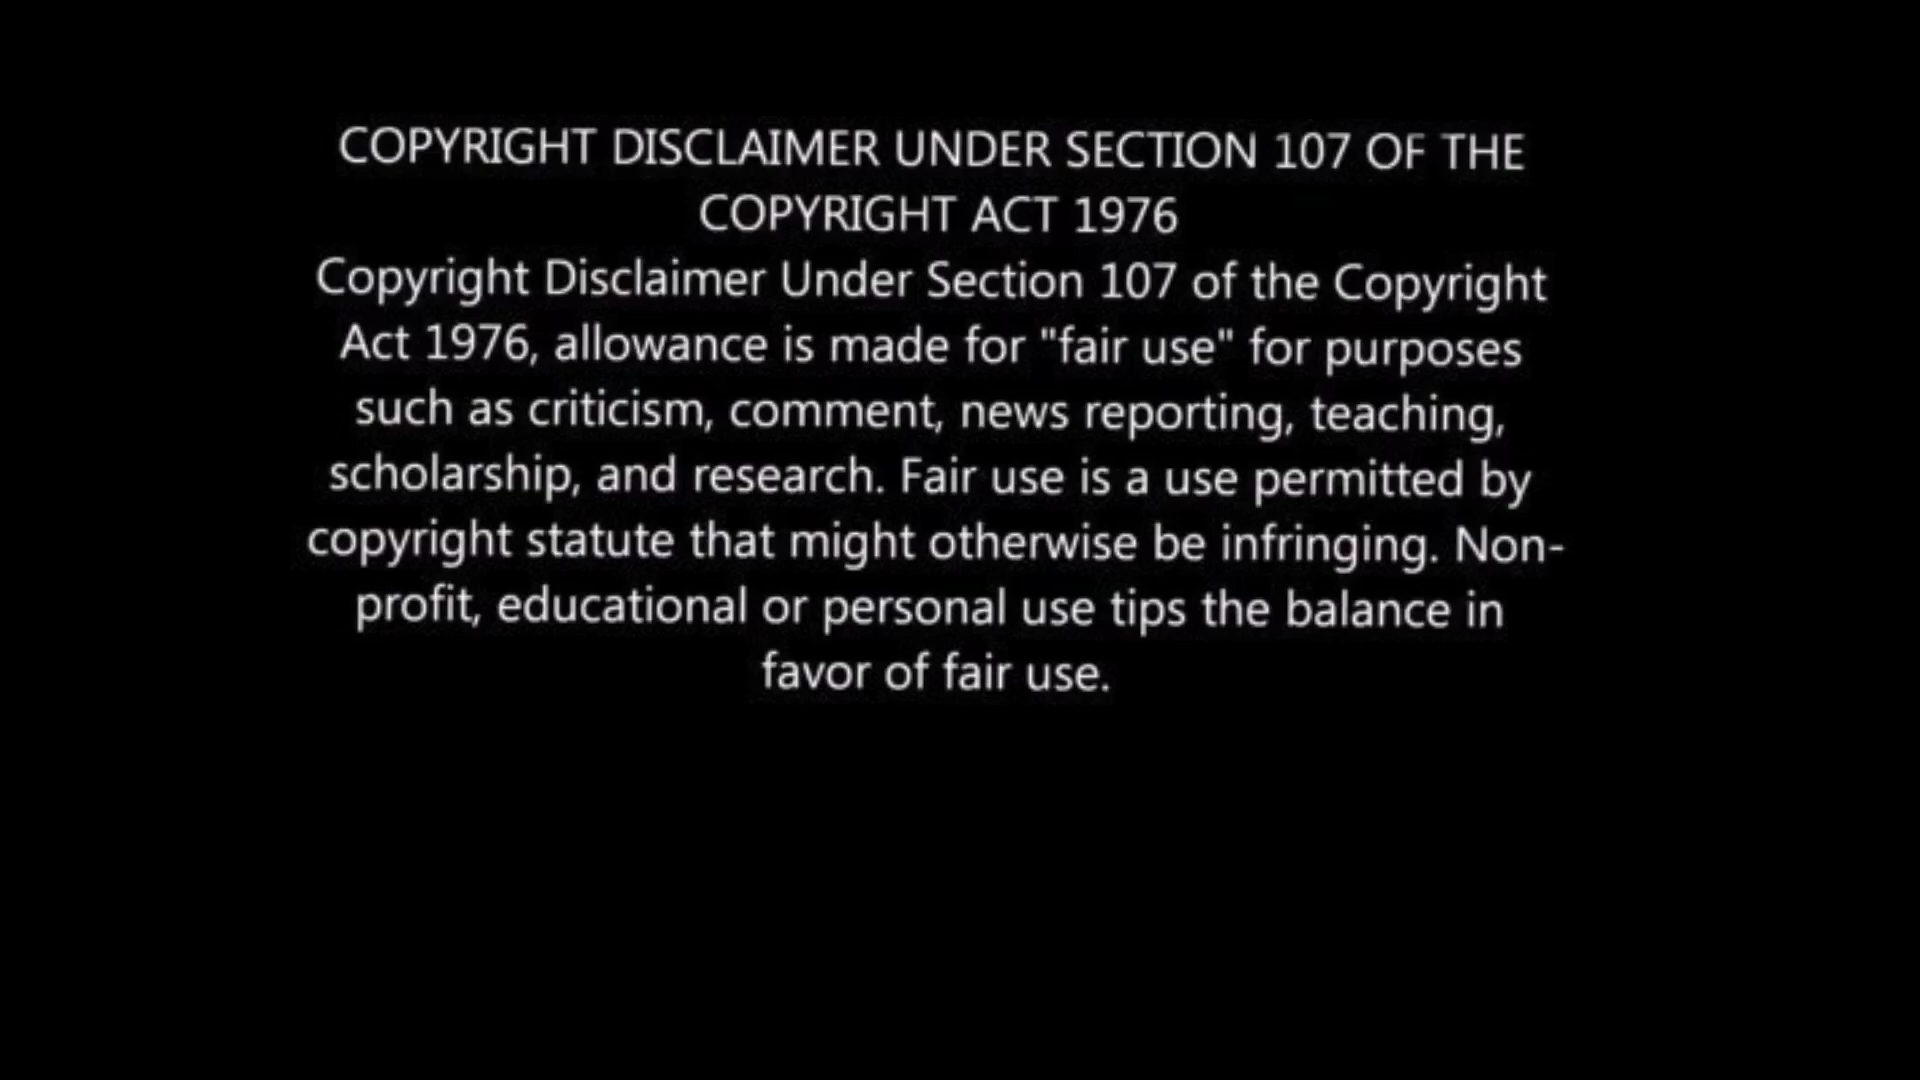 COPYRIGHT DISCLAIMER UNDER SECTION 107 OF THE
COPYRIGHT ACT 1976
Copyright Disclaimer Under Section 107 of the Copyright
Act 1976, allowance is made for "fair use" for purposes
such as criticism, comment, news reporting, teaching,
scholarship, and research. Fair use is a use permitted by
copyright statute that might otherwise be infringing. Non-
profit, educational or personal use tips the balance in
favor of fair use.